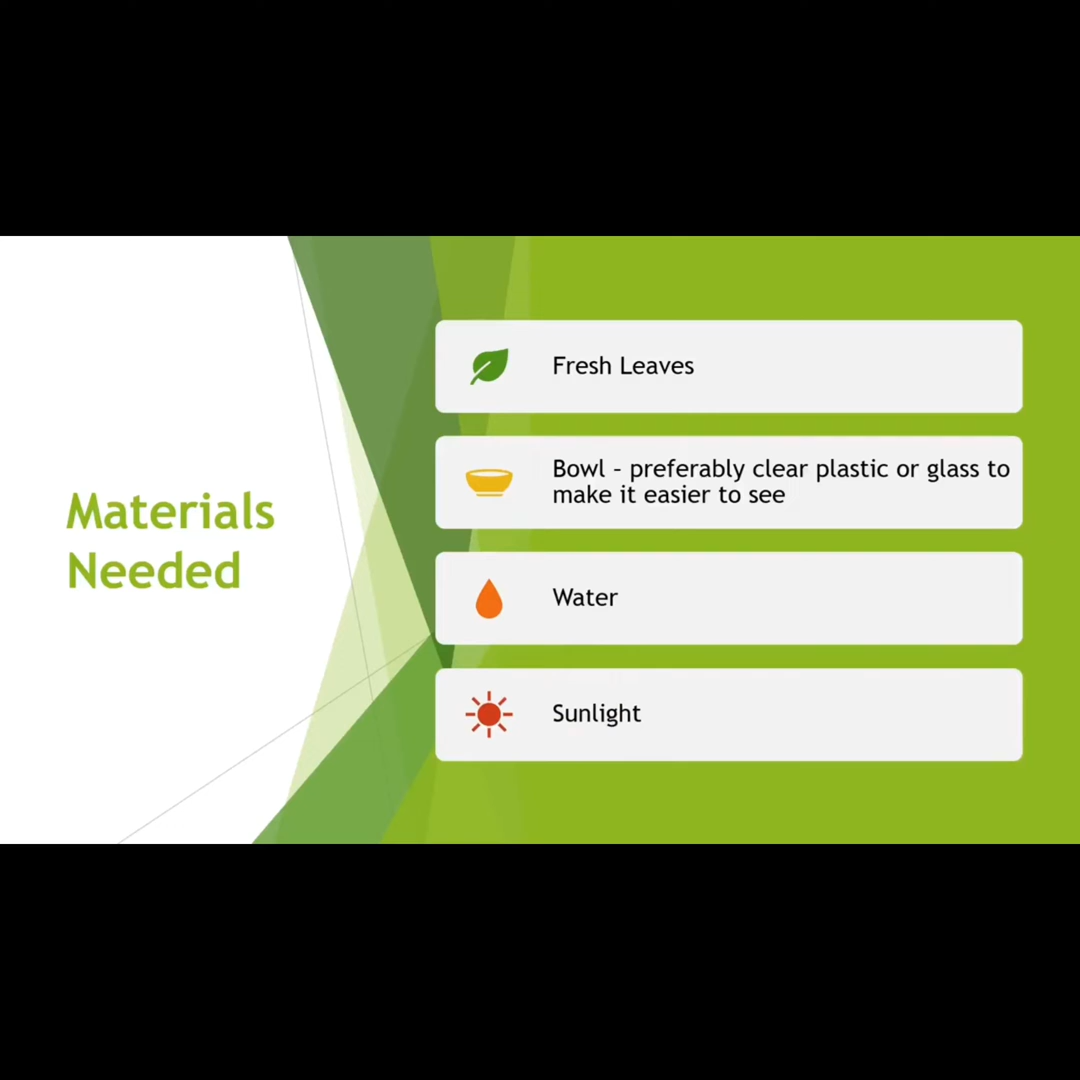 Materials
Needed
Fresh Leaves
Bowl - preferably clear plastic or glass to
make it easier to see
Water
Sunlight